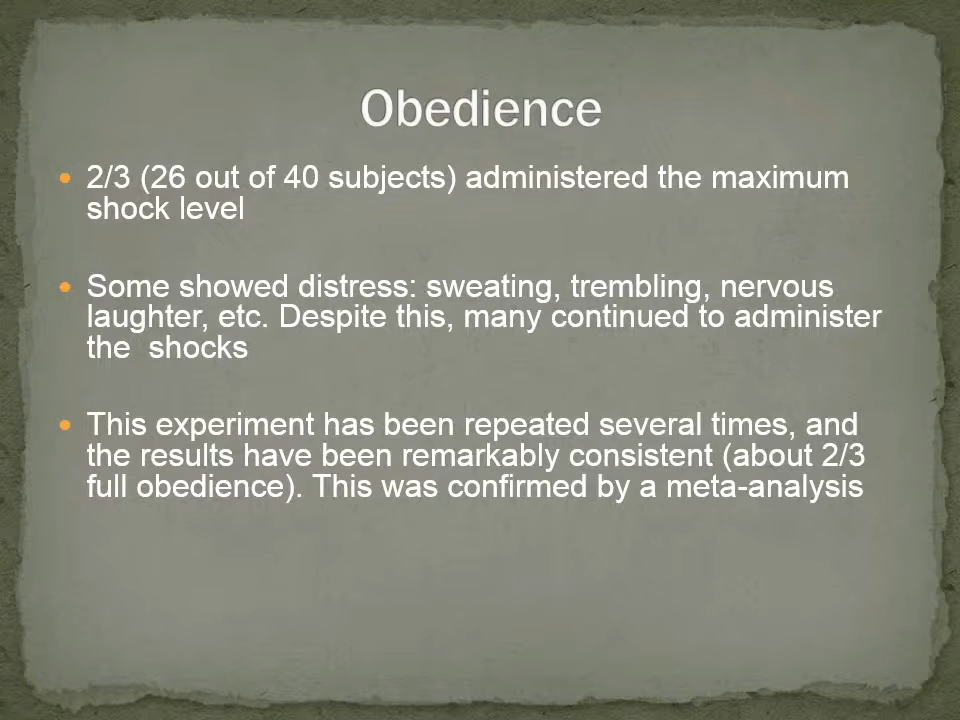 Obedience
2/3 (26 out of 40 subjects) administered the maximum
shock level
Some showed distress: sweating, trembling, nervous
laughter, etc. Despite this, many continued to administer
the  shocks
This experiment has been repeated several times, and
the results have been remarkably consistent (about 2/3
full obedience). This was confirmed by a meta-analysis